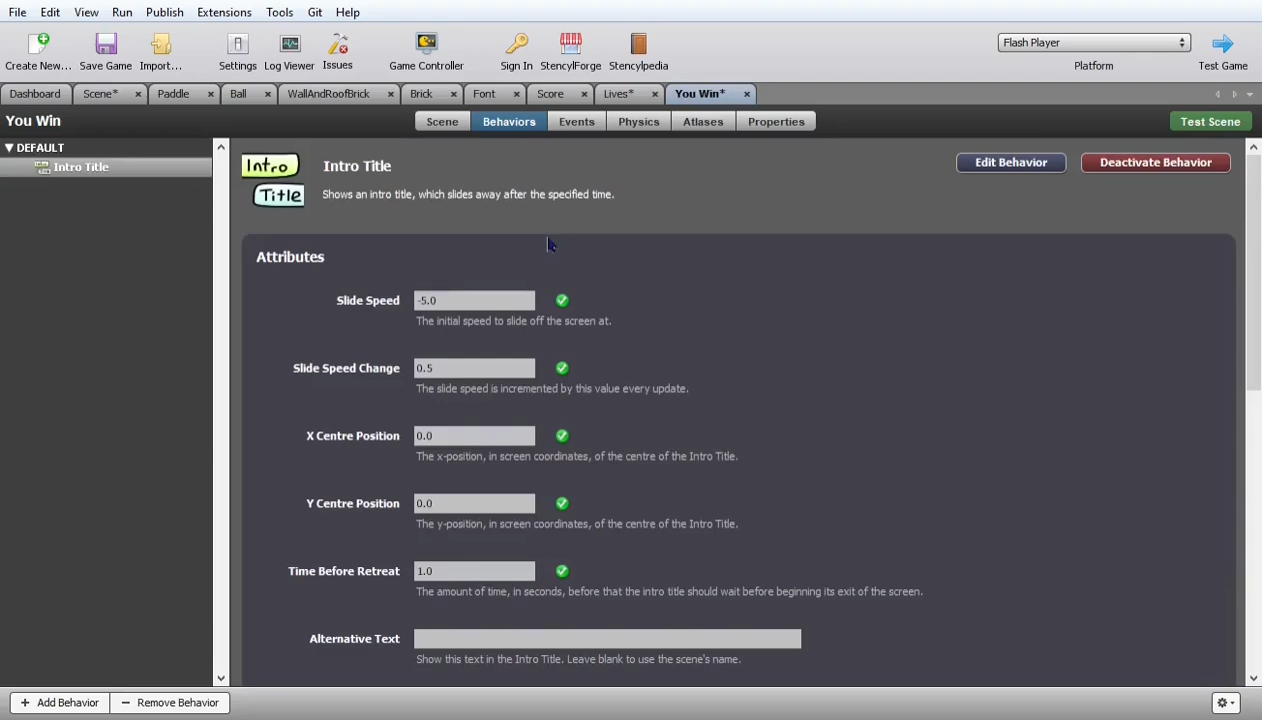 File Edit View Run Publish Extensions Tools Git Help
Create New... Save Game Import... Settings Log Viewer Issues Game Controller Sign In StencylForge Stencylpedia Flash Player Platform Test Game
Dashboard Scene* Paddle Ball WallAndRoofBrick Brick Font Score Lives* You Win*
You Win Scene Behaviors Events Physics Atlases Properties Test Scene
DEFAULT
Intro Title
Intro
Title
Intro Title
Shows an intro title, which slides away after the specified time.
Edit Behavior Deactivate Behavior
Attributes
Slide Speed -5.0
The initial speed to slide off the screen at.
Slide Speed Change 0.5
The slide speed is incremented by this value every update.
X Centre Position 0.0
The x-position, in screen coordinates, of the centre of the Intro Title.
Y Centre Position 0.0
The y-position, in screen coordinates, of the centre of the Intro Title.
Time Before Retreat 1.0
The amount of time, in seconds, before that the intro title should wait before beginning its exit of the screen.
Alternative Text
Show this text in the Intro Title. Leave blank to use the scene's name.
+ Add Behavior − Remove Behavior